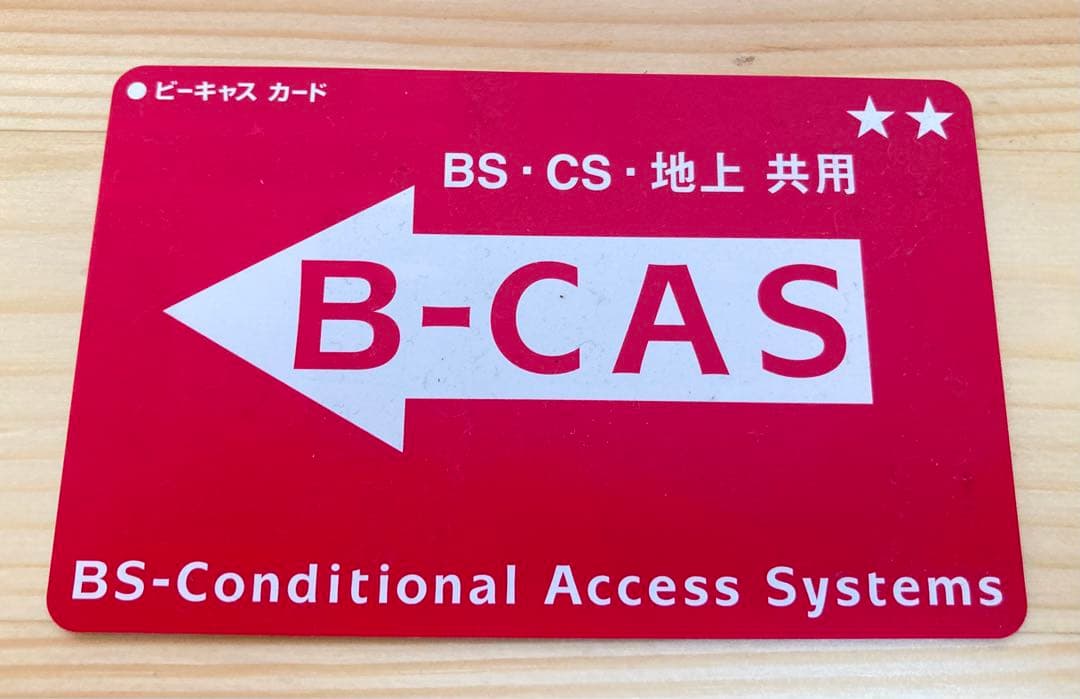 ●ビーキャス カード
★★
BS・CS・地上 共用
B-CAS
BS-Conditional Access Systems